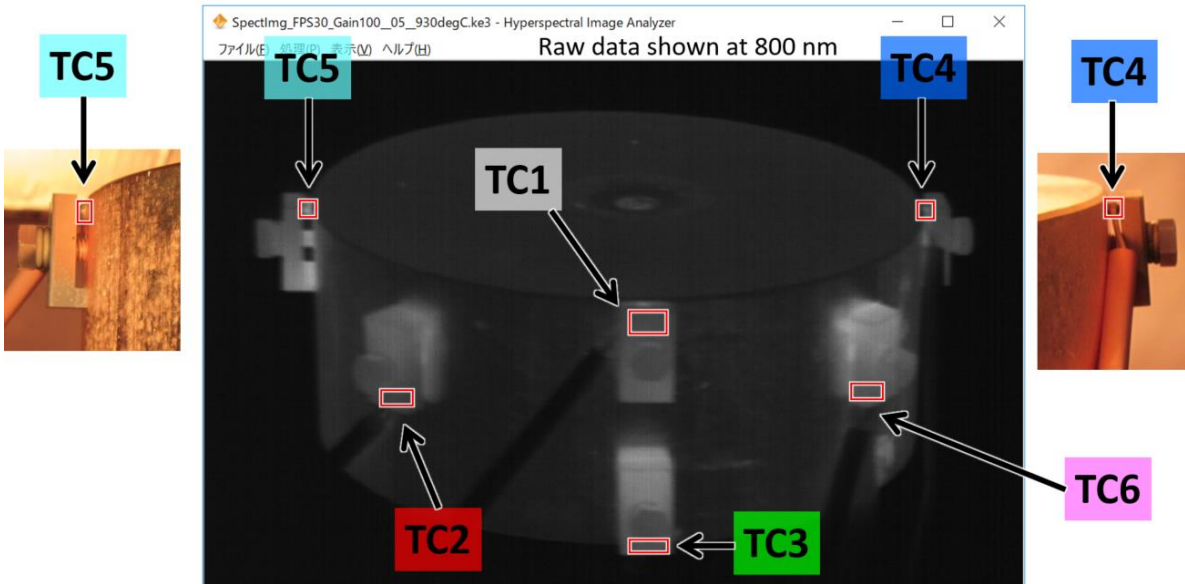 SpectImg_FPS30_Gain100__05__930degC.ke3 - Hyperspectral Image Analyzer
ファイル(F) 処理(P) 表示(V) ヘルプ(H)
Raw data shown at 800 nm
TC5
TC5
TC4
TC4
TC1
TC6
TC2
TC3